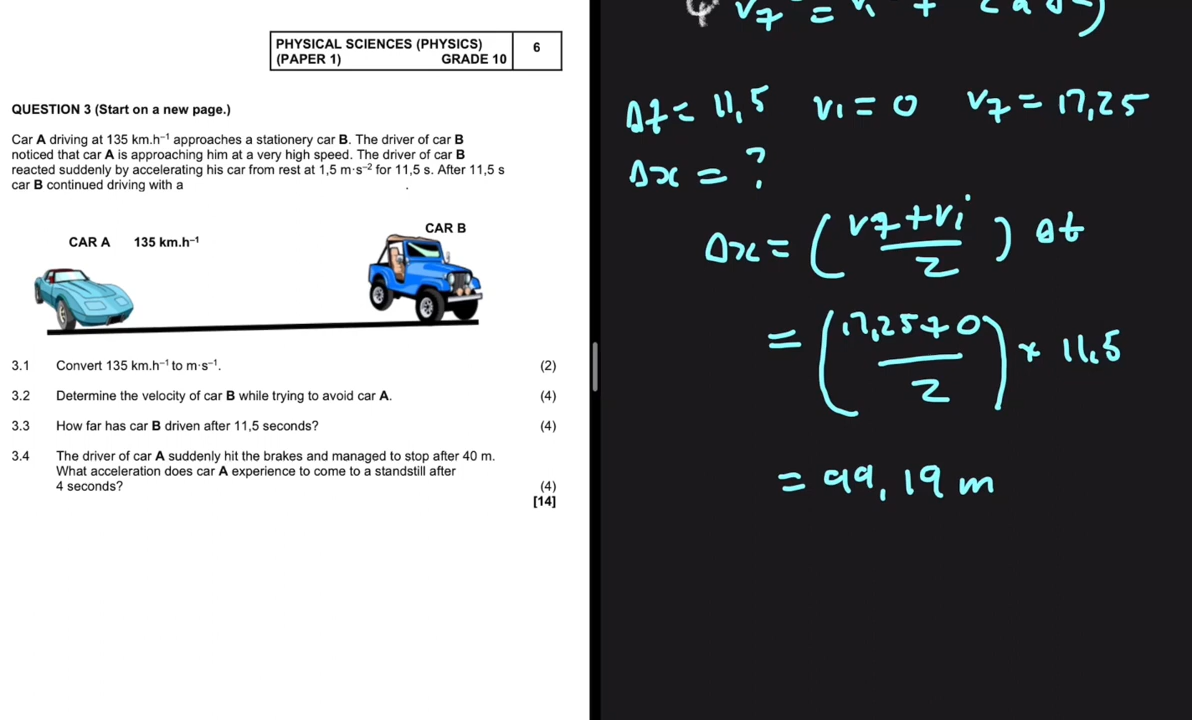 PHYSICAL SCIENCES (PHYSICS) 6
(PAPER 1) GRADE 10
QUESTION 3 (Start on a new page.)
Car A driving at 135 km.h⁻¹ approaches a stationery car B. The driver of car B
noticed that car A is approaching him at a very high speed. The driver of car B
reacted suddenly by accelerating his car from rest at 1,5 m·s⁻² for 11,5 s. After 11,5 s
car B continued driving with a
CAR B
CAR A 135 km.h⁻¹
3.1 Convert 135 km.h⁻¹ to m·s⁻¹. (2)
3.2 Determine the velocity of car B while trying to avoid car A. (4)
3.3 How far has car B driven after 11,5 seconds? (4)
3.4 The driver of car A suddenly hit the brakes and managed to stop after 40 m.
What acceleration does car A experience to come to a standstill after
4 seconds? (4)
[14]
Δt = 11,5 vi = 0 vf = 17,25
Δx = ?
Δx = (vf + vi / 2) Δt
= (17,25 + 0 / 2) × 11,5
= 99,19 m